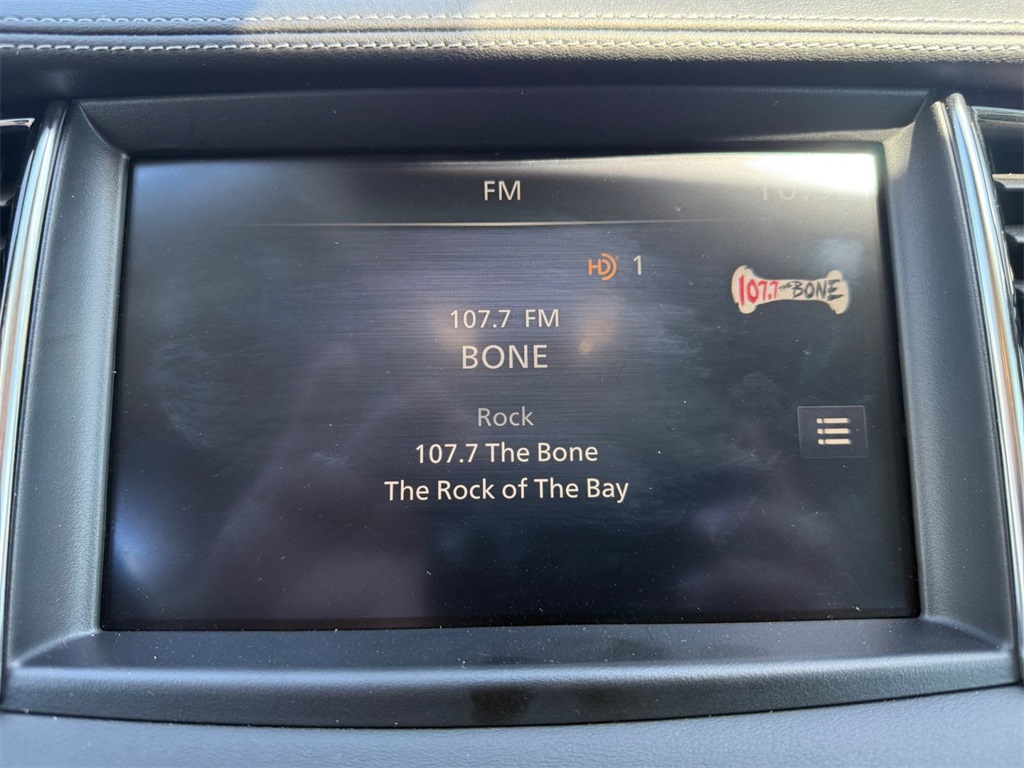 FM
HD 1
107.7 THE BONE
107.7 FM
BONE
Rock
107.7 The Bone
The Rock of The Bay